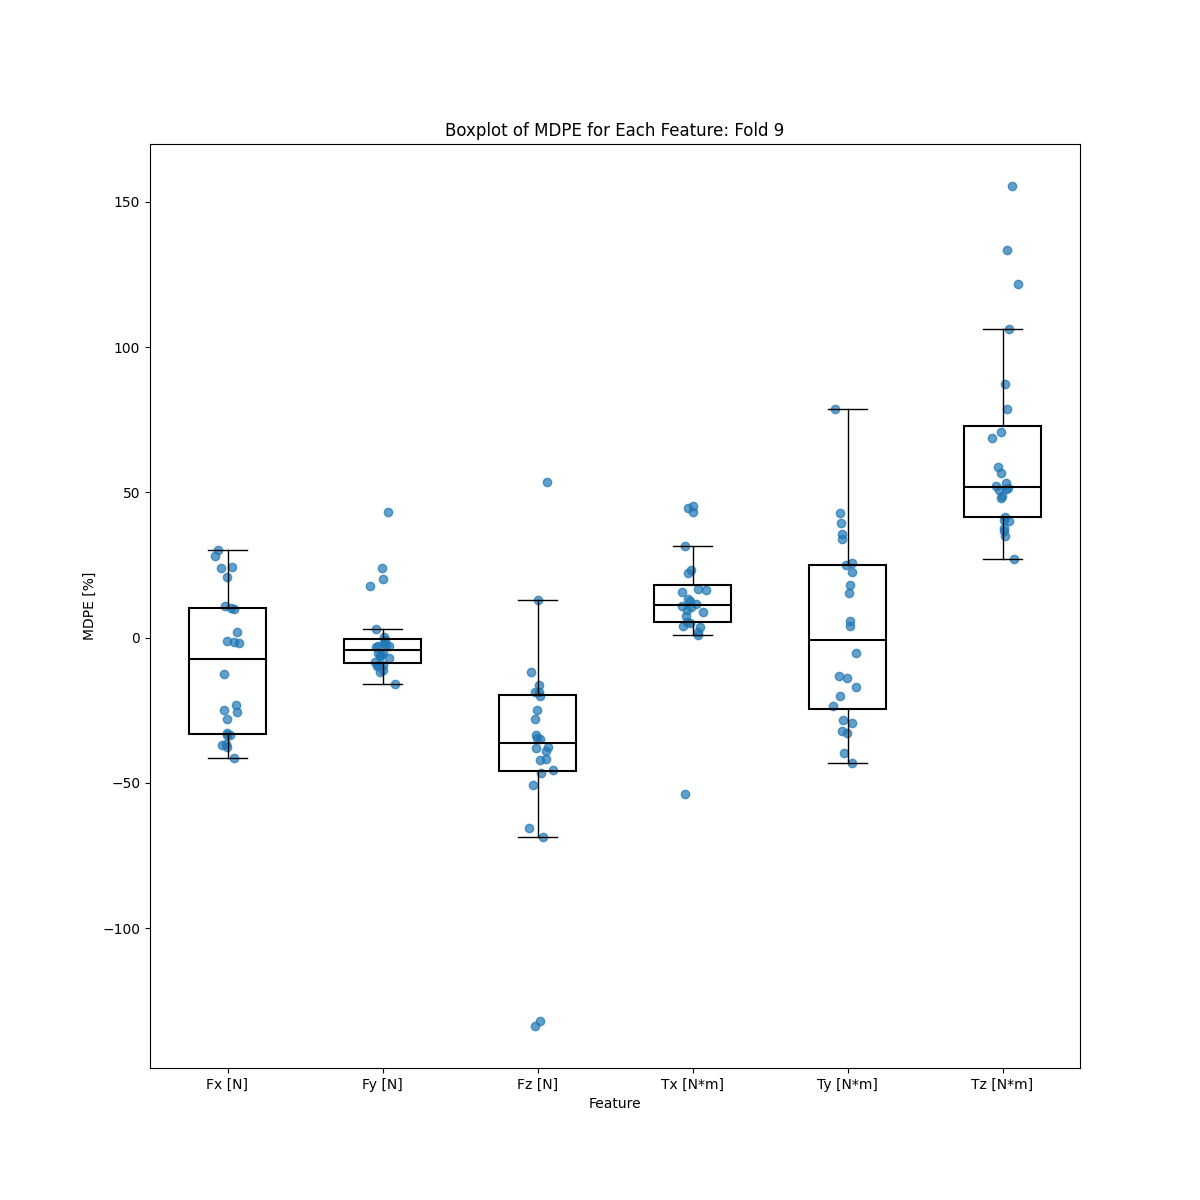 Boxplot of MDPE for Each Feature: Fold 9
MDPE [%]
150
100
50
0
−50
−100
Fx [N] Fy [N] Fz [N] Tx [N*m] Ty [N*m] Tz [N*m]
Feature